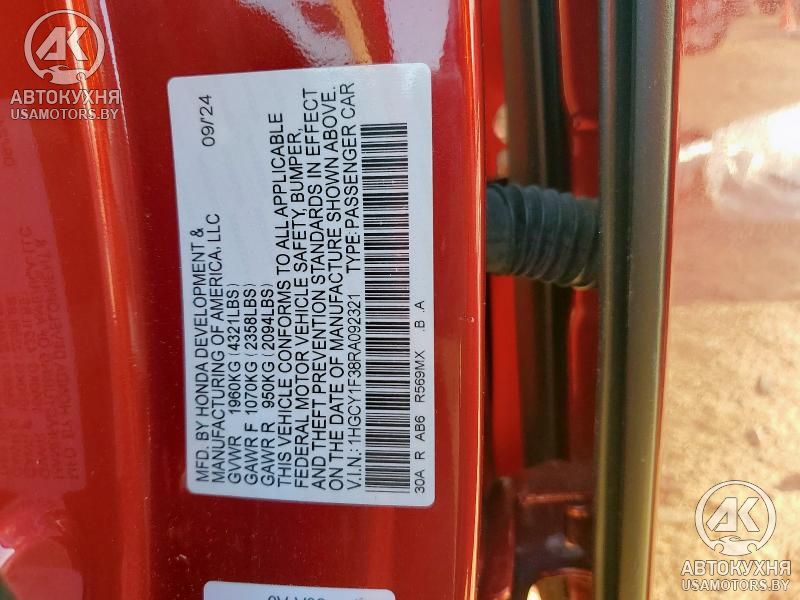 MFD. BY HONDA DEVELOPMENT & 09/24
MANUFACTURING OF AMERICA, LLC
GVWR 1960KG (4321LBS)
GAWR F 1070KG (2358LBS)
GAWR R 950KG (2094LBS)
THIS VEHICLE CONFORMS TO ALL APPLICABLE
FEDERAL MOTOR VEHICLE SAFETY, BUMPER,
AND THEFT PREVENTION STANDARDS IN EFFECT
ON THE DATE OF MANUFACTURE SHOWN ABOVE.
V.I.N.: 1HGCY1F38RA092321 TYPE: PASSENGER CAR
30A R AB6 R569MX .B .A
АК
АВТОКУХНЯ
USAMOTORS.BY
АК
АВТОКУХНЯ
USAMOTORS.BY